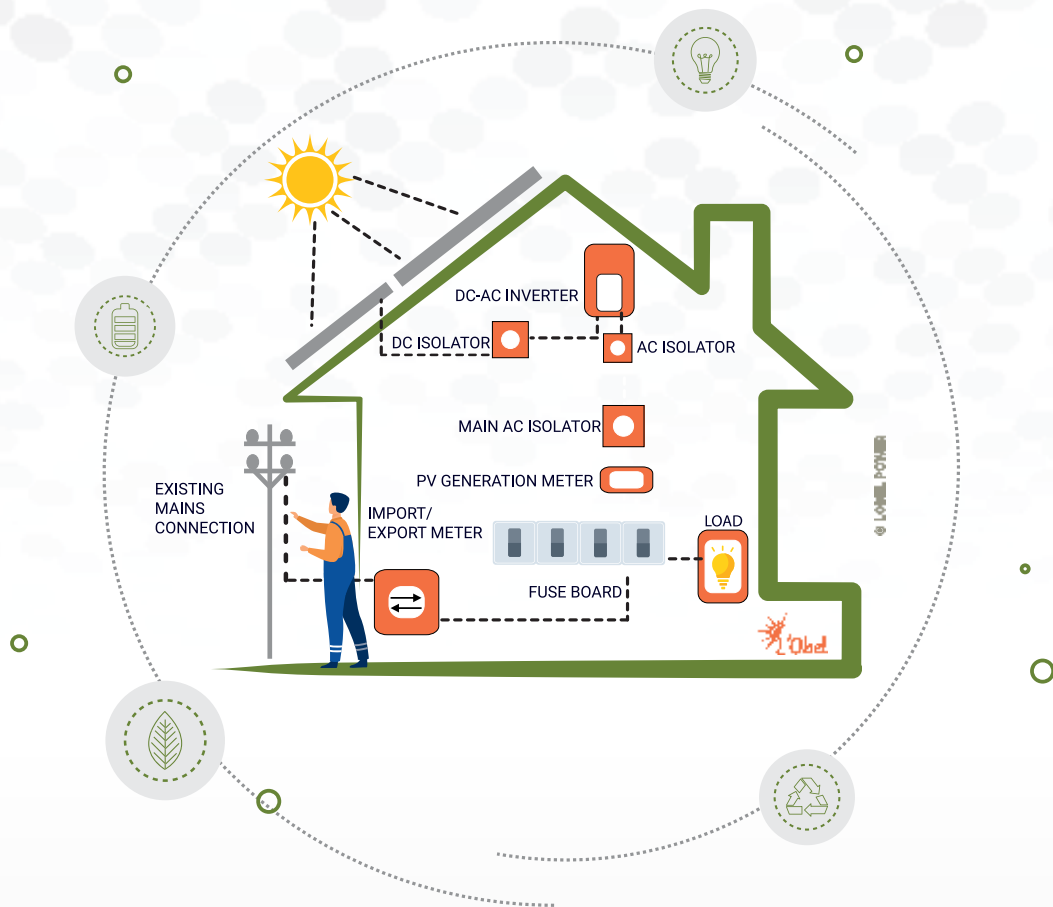 DC-AC INVERTER
DC ISOLATOR
AC ISOLATOR
MAIN AC ISOLATOR
PV GENERATION METER
EXISTING
MAINS
CONNECTION
IMPORT/
EXPORT METER
LOAD
FUSE BOARD